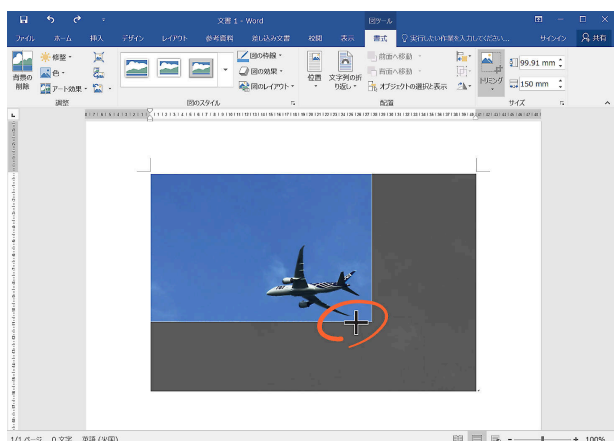 文書 1 - Word
図ツール
ファイル ホーム 挿入 デザイン レイアウト 参考資料 差し込み文書 校閲 表示 書式 実行したい作業を入力してください... サインイン 共有
背景の削除
修整
色
アート効果
調整
図のスタイル
図の枠線
図の効果
図のレイアウト
位置
文字列の折り返し
前面へ移動
背面へ移動
オブジェクトの選択と表示
配置
トリミング
99.91 mm
150 mm
サイズ
1/1 ページ 0 文字 英語 (米国) 100%